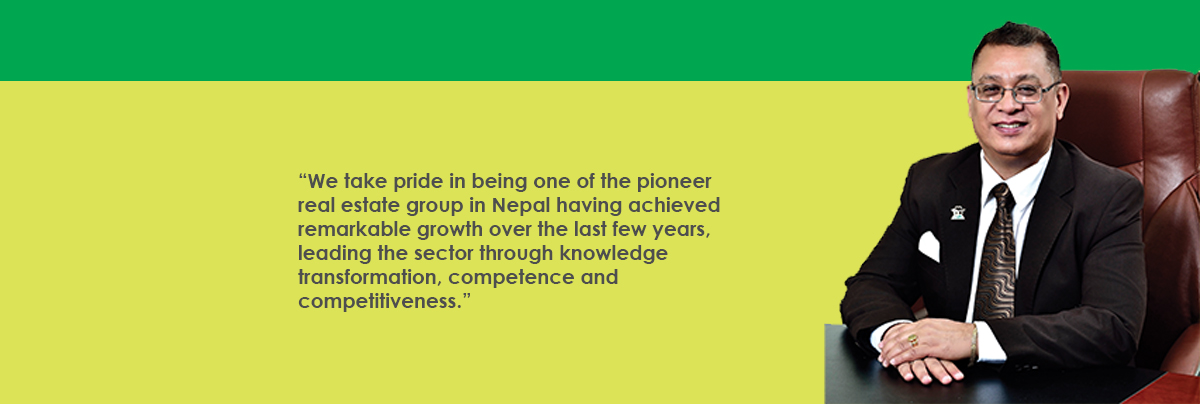 “We take pride in being one of the pioneer
real estate group in Nepal having achieved
remarkable growth over the last few years,
leading the sector through knowledge
transformation, competence and
competitiveness.”